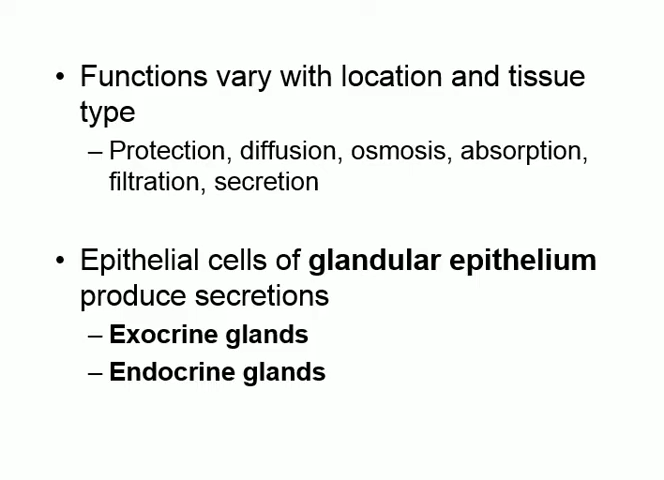 • Functions vary with location and tissue
type
– Protection, diffusion, osmosis, absorption,
filtration, secretion
• Epithelial cells of glandular epithelium
produce secretions
– Exocrine glands
– Endocrine glands